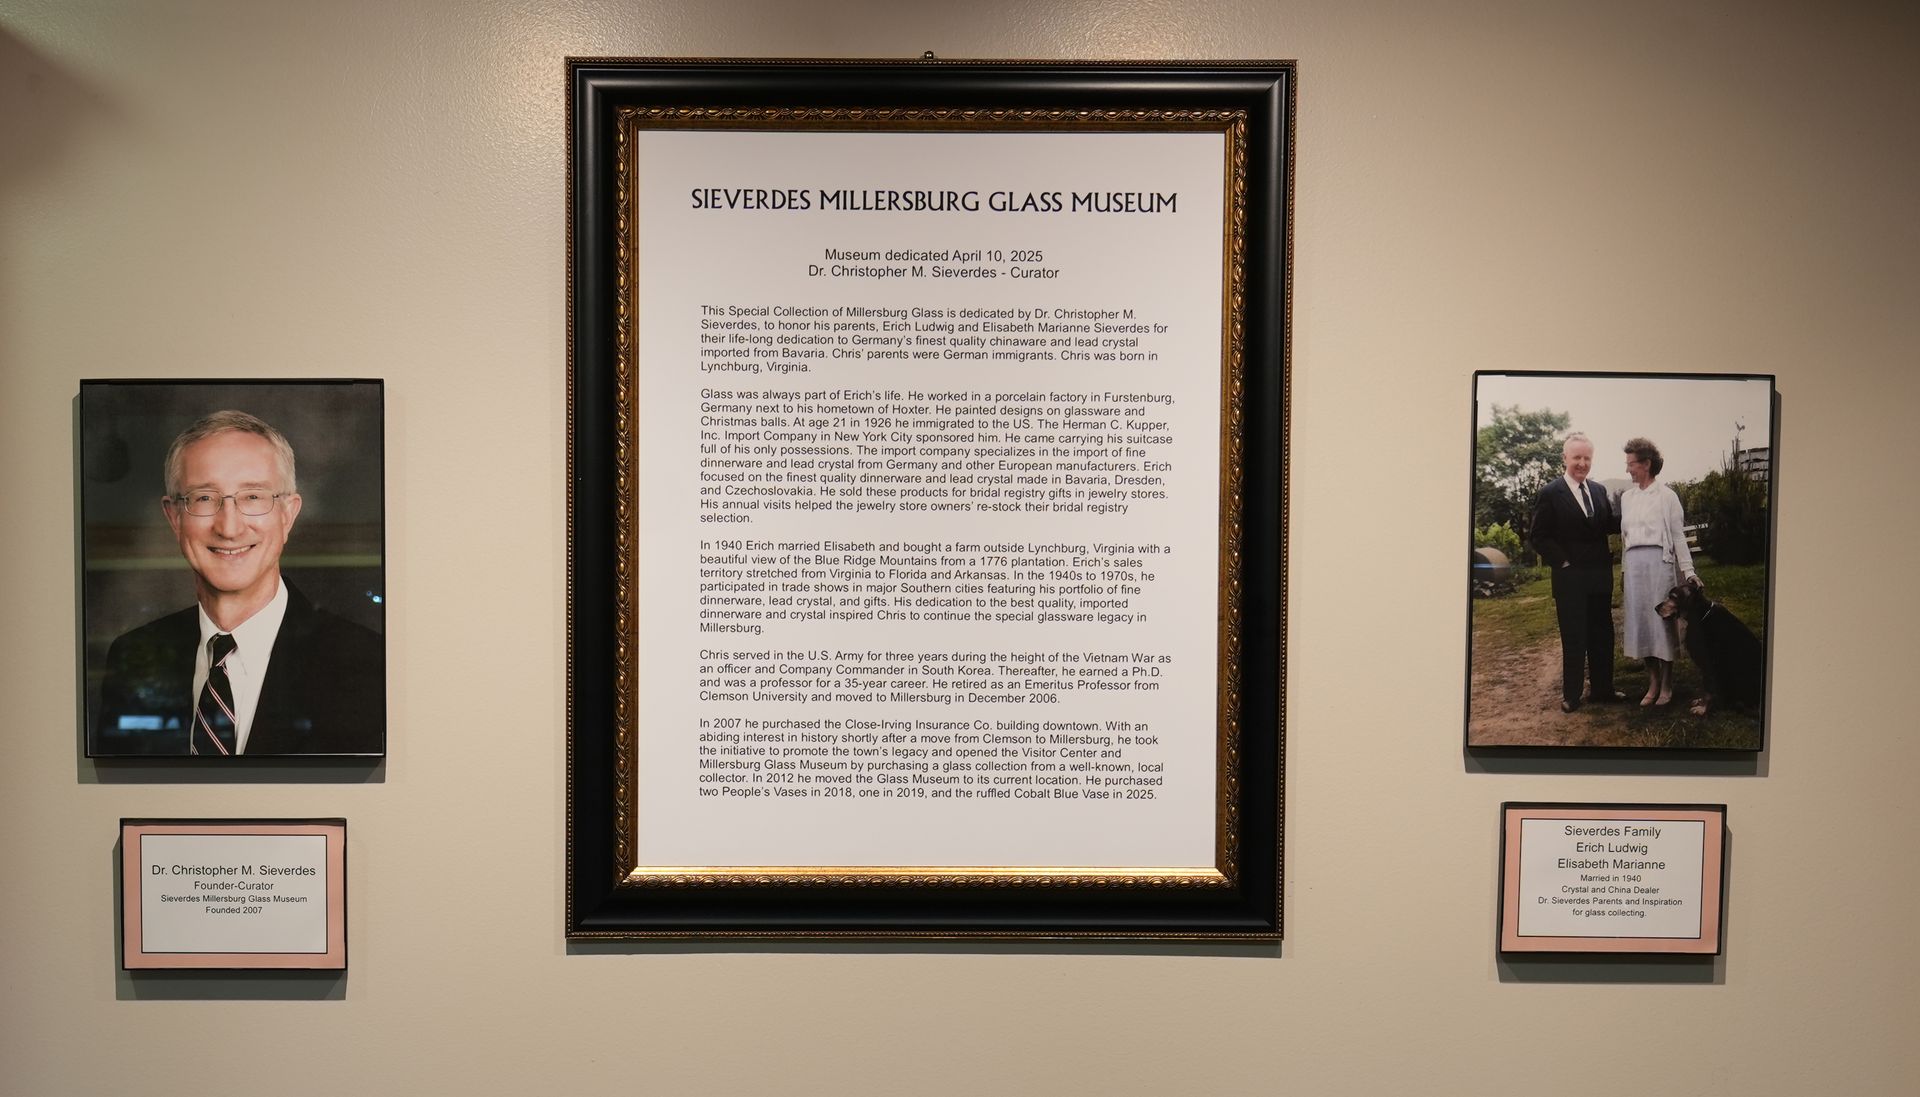 SIEVERDES MILLERSBURG GLASS MUSEUM
Museum dedicated April 10, 2025
Dr. Christopher M. Sieverdes - Curator
This Special Collection of Millersburg Glass is dedicated by Dr. Christopher M.
Sieverdes, to honor his parents, Erich Ludwig and Elisabeth Marianne Sieverdes for
their life-long dedication to Germany's finest quality chinaware and lead crystal
imported from Bavaria. Chris' parents were German immigrants. Chris was born in
Lynchburg, Virginia.
Glass was always part of Erich's life. He worked in a porcelain factory in Furstenburg,
Germany next to his hometown of Hoxter. He painted designs on glassware and
Christmas balls. At age 21 in 1926 he immigrated to the US. The Herman C. Kupper,
Inc. Import Company in New York City sponsored him. He came carrying his suitcase
full of his only possessions. The import company specializes in the import of fine
dinnerware and lead crystal from Germany and other European manufacturers. Erich
focused on the finest quality dinnerware and lead crystal made in Bavaria, Dresden,
and Czechoslovakia. He sold these products for bridal registry gifts in jewelry stores.
His annual visits helped the jewelry store owners' re-stock their bridal registry
selection.
In 1940 Erich married Elisabeth and bought a farm outside Lynchburg, Virginia with a
beautiful view of the Blue Ridge Mountains from a 1776 plantation. Erich's sales
territory stretched from Virginia to Florida and Arkansas. In the 1940s to 1970s, he
participated in trade shows in major Southern cities featuring his portfolio of fine
dinnerware, lead crystal, and gifts. His dedication to the best quality, imported
dinnerware and crystal inspired Chris to continue the special glassware legacy in
Millersburg.
Chris served in the U.S. Army for three years during the height of the Vietnam War as
an officer and Company Commander in South Korea. Thereafter, he earned a Ph.D.
and was a professor for a 35-year career. He retired as an Emeritus Professor from
Clemson University and moved to Millersburg in December 2006.
In 2007 he purchased the Close-Irving Insurance Co. building downtown. With an
abiding interest in history shortly after a move from Clemson to Millersburg, he took
the initiative to promote the town's legacy and opened the Visitor Center and
Millersburg Glass Museum by purchasing a glass collection from a well-known, local
collector. In 2012 he moved the Glass Museum to its current location. He purchased
two People's Vases in 2018, one in 2019, and the ruffled Cobalt Blue Vase in 2025.
Dr. Christopher M. Sieverdes
Founder-Curator
Sieverdes Millersburg Glass Museum
Founded 2007
Sieverdes Family
Erich Ludwig
Elisabeth Marianne
Married in 1940
Crystal and China Dealer
Dr. Sieverdes Parents and Inspiration
for glass collecting.